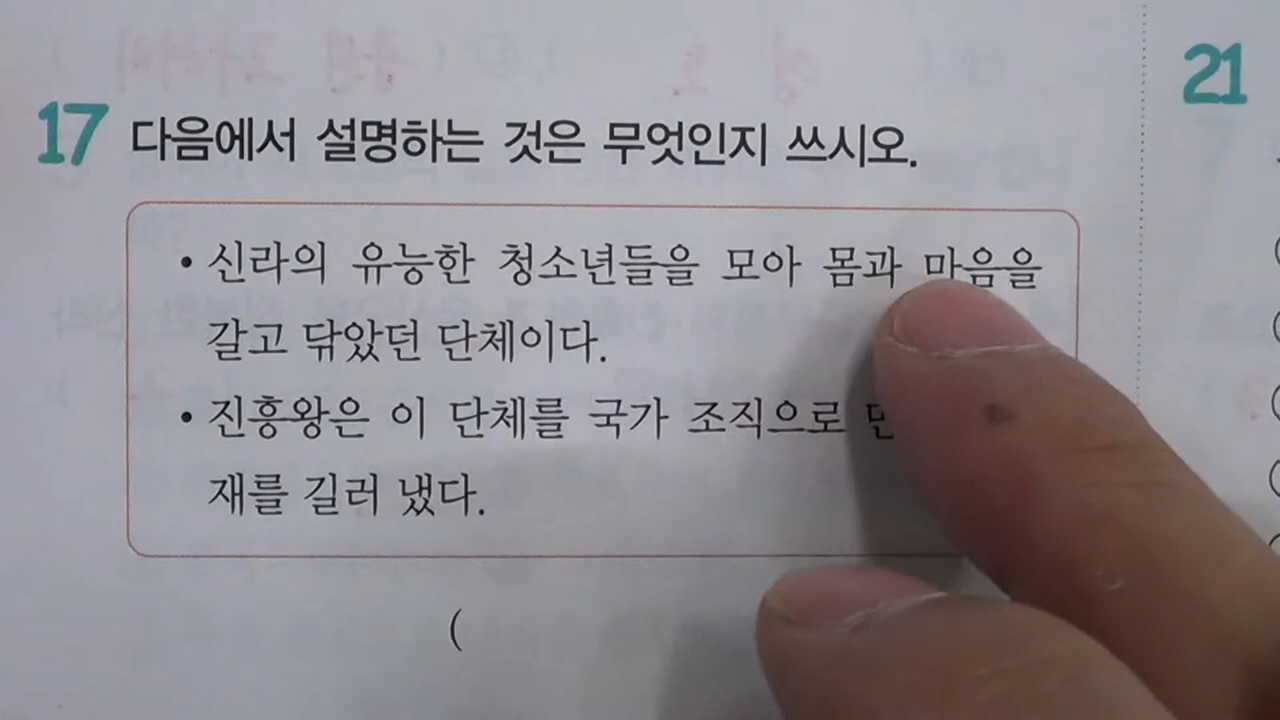 17 다음에서 설명하는 것은 무엇인지 쓰시오.
21
• 신라의 유능한 청소년들을 모아 몸과 마음을
갈고 닦았던 단체이다.
• 진흥왕은 이 단체를 국가 조직으로
재를 길러 냈다.
(